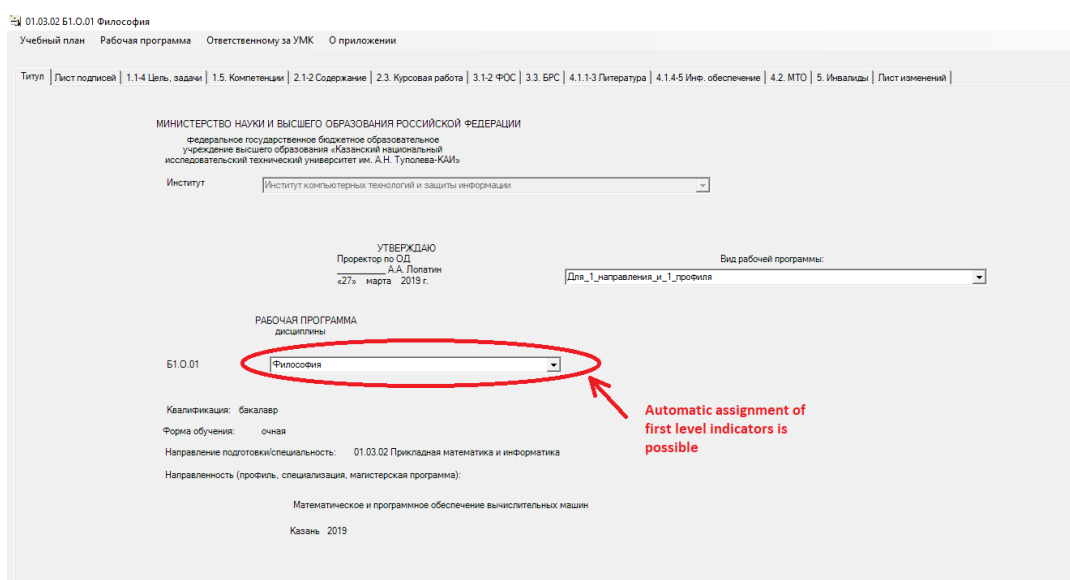 01.03.02 Б1.О.01 Философия
Учебный план Рабочая программа Ответственному за УМК О приложении
Титул Лист подписей 1.1-4 Цель, задачи 1.5. Компетенции 2.1-2 Содержание 2.3. Курсовая работа 3.1-2 ФОС 3.3. БРС 4.1.1-3 Литература 4.1.4-5 Инф. обеспечение 4.2. МТО 5. Инвалиды Лист изменений
МИНИСТЕРСТВО НАУКИ И ВЫСШЕГО ОБРАЗОВАНИЯ РОССИЙСКОЙ ФЕДЕРАЦИИ
федеральное государственное бюджетное образовательное
учреждение высшего образования «Казанский национальный
исследовательский технический университет им. А.Н. Туполева-КАИ»
Институт Институт компьютерных технологий и защиты информации
УТВЕРЖДАЮ
Проректор по ОД
Вид рабочей программы:
_________ А.А. Лопатин
Для_1_направления_и_1_профиля
«27» марта 2019 г.
РАБОЧАЯ ПРОГРАММА
дисциплины
Б1.О.01 Философия
Automatic assignment of
first level indicators is
possible
Квалификация: бакалавр
Форма обучения: очная
Направление подготовки/специальность: 01.03.02 Прикладная математика и информатика
Направленность (профиль, специализация, магистерская программа):
Математическое и программное обеспечение вычислительных машин
Казань 2019